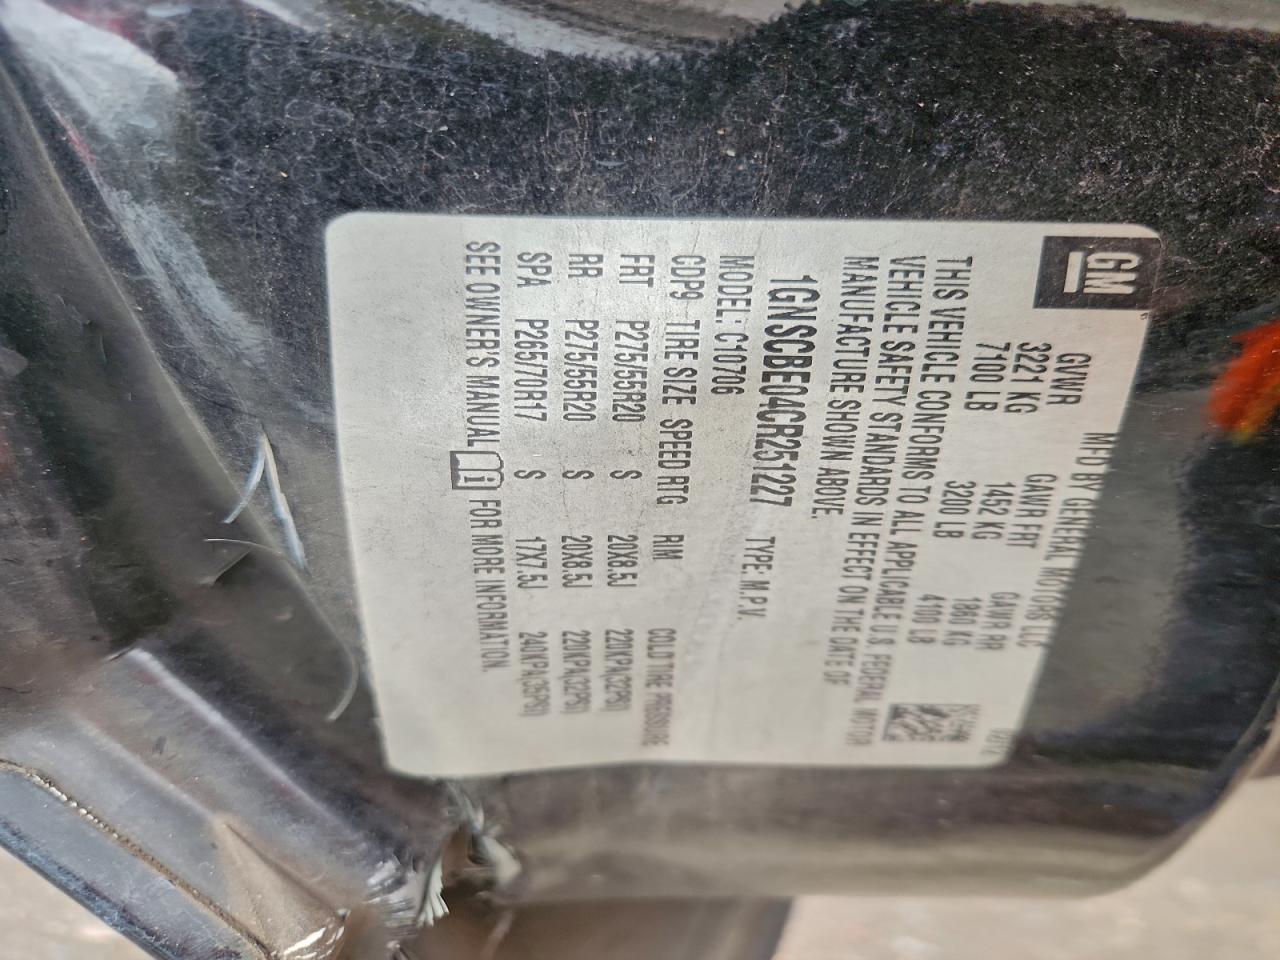 GM
MFD BY GENERAL MOTORS LLC
GVWR GAWR FRT GAWR RR
3221 KG 1452 KG 1860 KG
7100 LB 3200 LB 4100 LB
THIS VEHICLE CONFORMS TO ALL APPLICABLE U.S. FEDERAL MOTOR
VEHICLE SAFETY STANDARDS IN EFFECT ON THE DATE OF
MANUFACTURE SHOWN ABOVE.
1GNSCBE04CR251227 TYPE: M.P.V.
MODEL: C10706
CDP9 TIRE SIZE SPEED RTG RIM COLD TIRE PRESSURE
FRT P275/55R20 S 20X8.5J 220KPA(32PSI)
RR P275/55R20 S 20X8.5J 220KPA(32PSI)
SPA P265/70R17 S 17X7.5J 240KPA(35PSI)
SEE OWNER'S MANUAL FOR MORE INFORMATION.